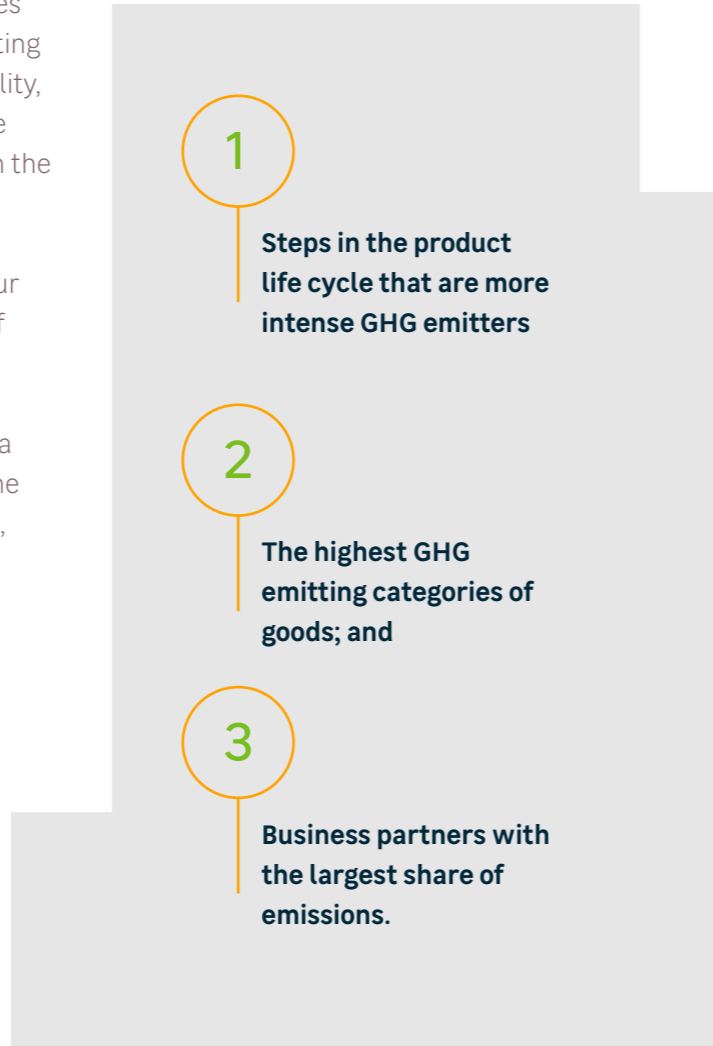 the
1
Steps in the product
life cycle that are more
intense GHG emitters
2
The highest GHG
emitting categories of
goods; and
a
,
3
Business partners with
the largest share of
emissions.